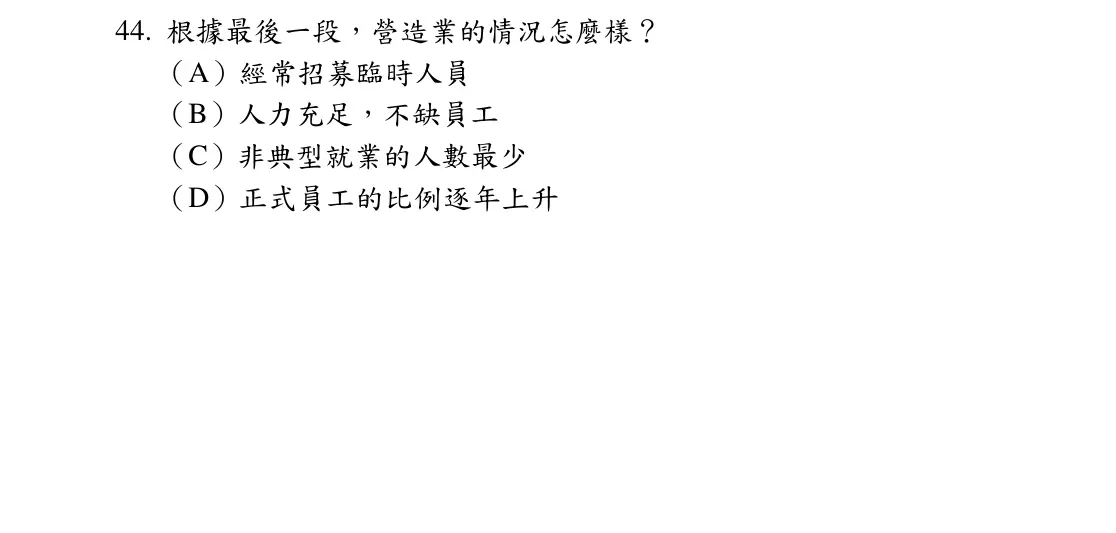 44. 根據最後一段，營造業的情況怎麼樣？
（A）經常招募臨時人員
（B）人力充足，不缺員工
（C）非典型就業的人數最少
（D）正式員工的比例逐年上升